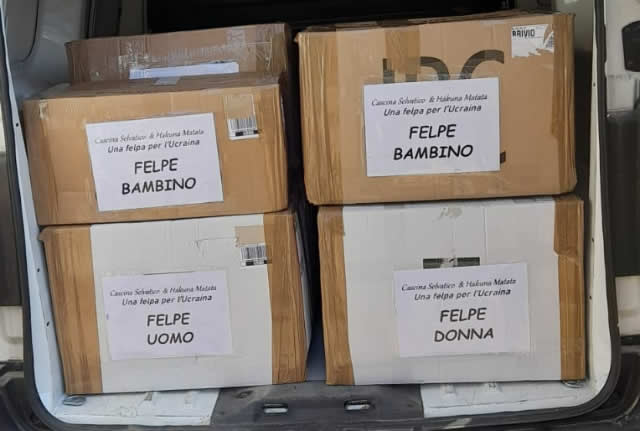 Cascina Selvatico & Hakuna Matata
Una felpa per l'Ucraina
FELPE
BAMBINO
BRIVIO
Cascina Selvatico & Hakuna Matata
Una felpa per l'Ucraina
FELPE
BAMBINO
Cascina Selvatico & Hakuna Matata
Una felpa per l'Ucraina
FELPE
UOMO
Cascina Selvatico & Hakuna Matata
Una felpa per l'Ucraina
FELPE
DONNA